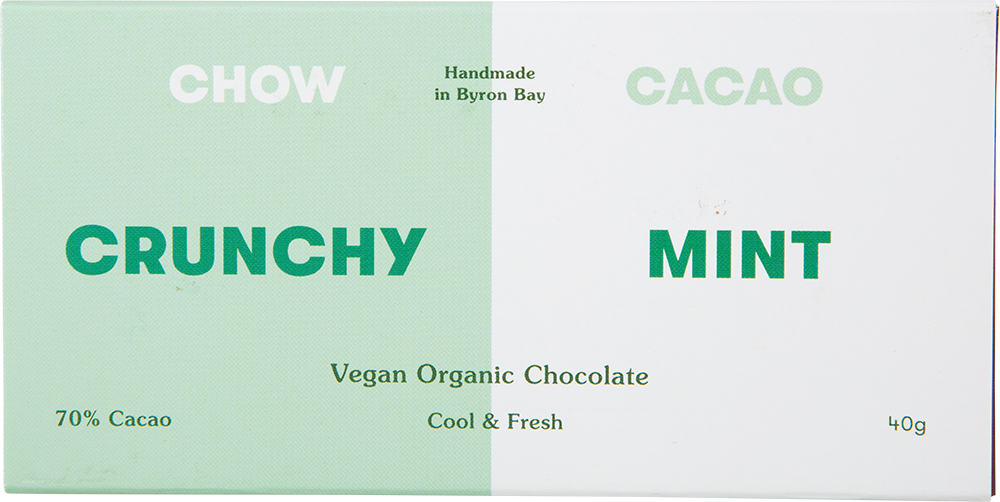 CHOW
Handmade
in Byron Bay
CACAO
CRUNCHY
MINT
Vegan Organic Chocolate
70% Cacao
Cool & Fresh
40g